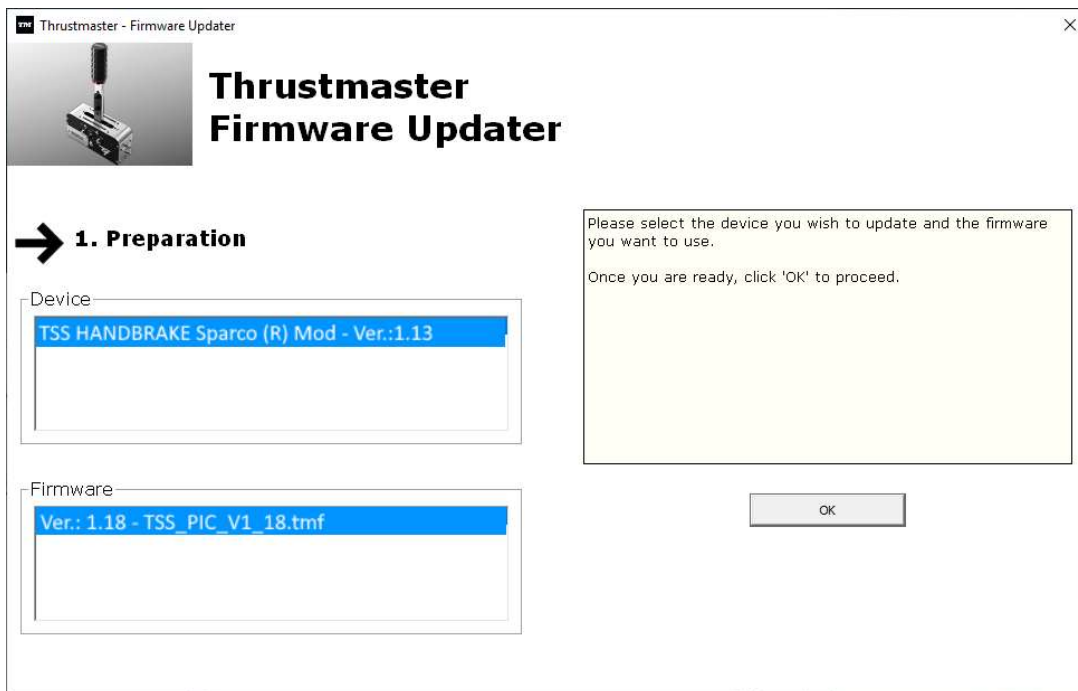 Thrustmaster - Firmware Updater
Thrustmaster
Firmware Updater
1. Preparation
Please select the device you wish to update and the firmware
you want to use.
Once you are ready, click 'OK' to proceed.
Device
TSS HANDBRAKE Sparco (R) Mod - Ver.:1.13
Firmware
Ver.: 1.18 - TSS_PIC_V1_18.tmf
OK